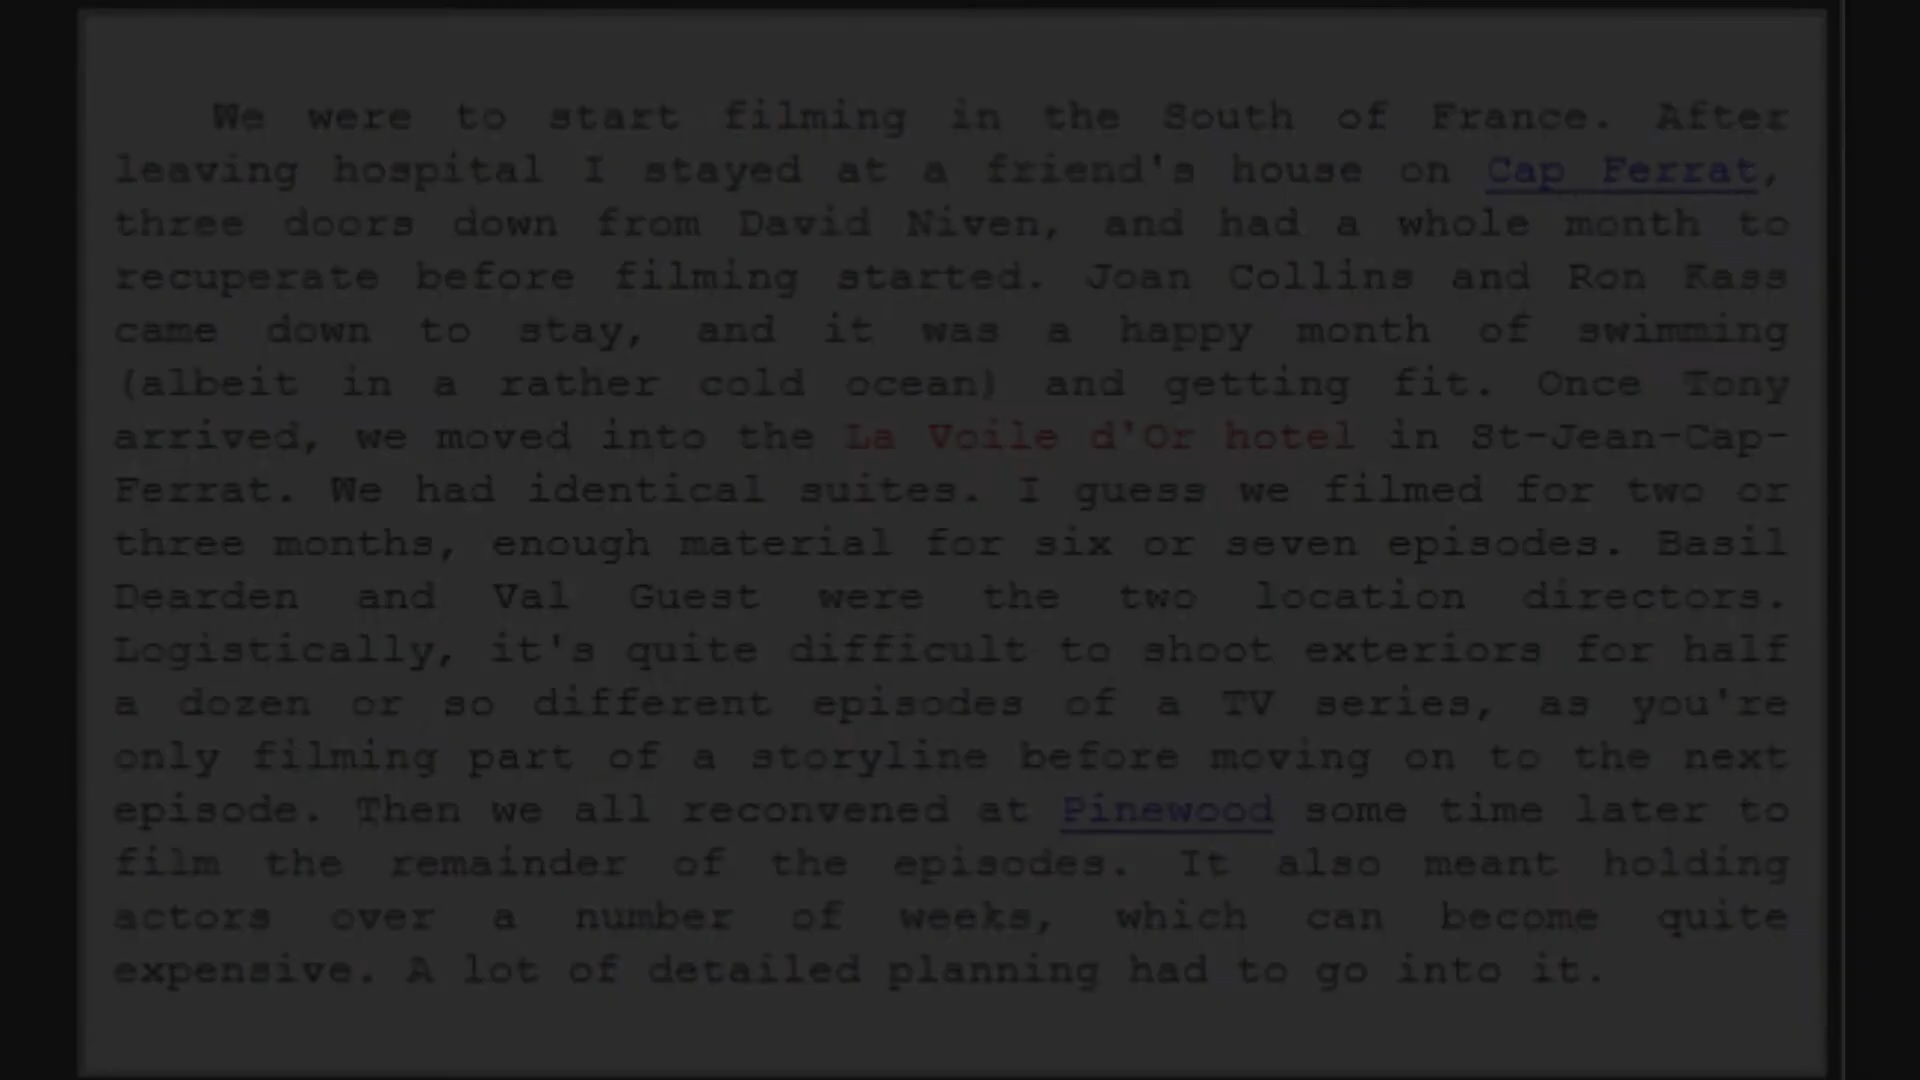 We were to start filming in the South of France. After
leaving hospital I stayed at a friend's house on Cap Ferrat,
three doors down from David Niven, and had a whole month to
recuperate before filming started. Joan Collins and Ron Kass
came down to stay, and it was a happy month of swimming
(albeit in a rather cold ocean) and getting fit. Once Tony
arrived, we moved into the La Voile d'Or hotel in St-Jean-Cap-
Ferrat. We had identical suites. I guess we filmed for two or
three months, enough material for six or seven episodes. Basil
Dearden and Val Guest were the two location directors.
Logistically, it's quite difficult to shoot exteriors for half
a dozen or so different episodes of a TV series, as you're
only filming part of a storyline before moving on to the next
episode. Then we all reconvened at Pinewood some time later to
film the remainder of the episodes. It also meant holding
actors over a number of weeks, which can become quite
expensive. A lot of detailed planning had to go into it.